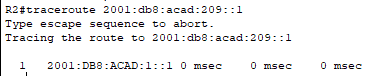 R2#traceroute 2001:db8:acad:209::1
Type escape sequence to abort.
Tracing the route to 2001:db8:acad:209::1
1 2001:DB8:ACAD:1::1 0 msec 0 msec 0 msec